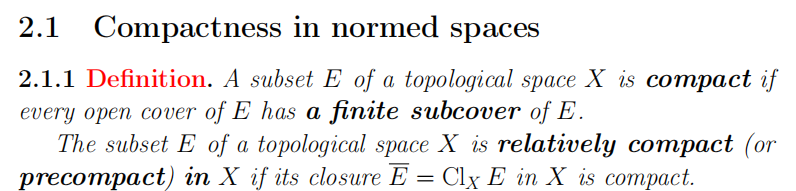 2.1 Compactness in normed spaces
2.1.1 Definition. A subset E of a topological space X is compact if
every open cover of E has a finite subcover of E.
The subset E of a topological space X is relatively compact (or
precompact) in X if its closure E̅ = Cl_X E in X is compact.